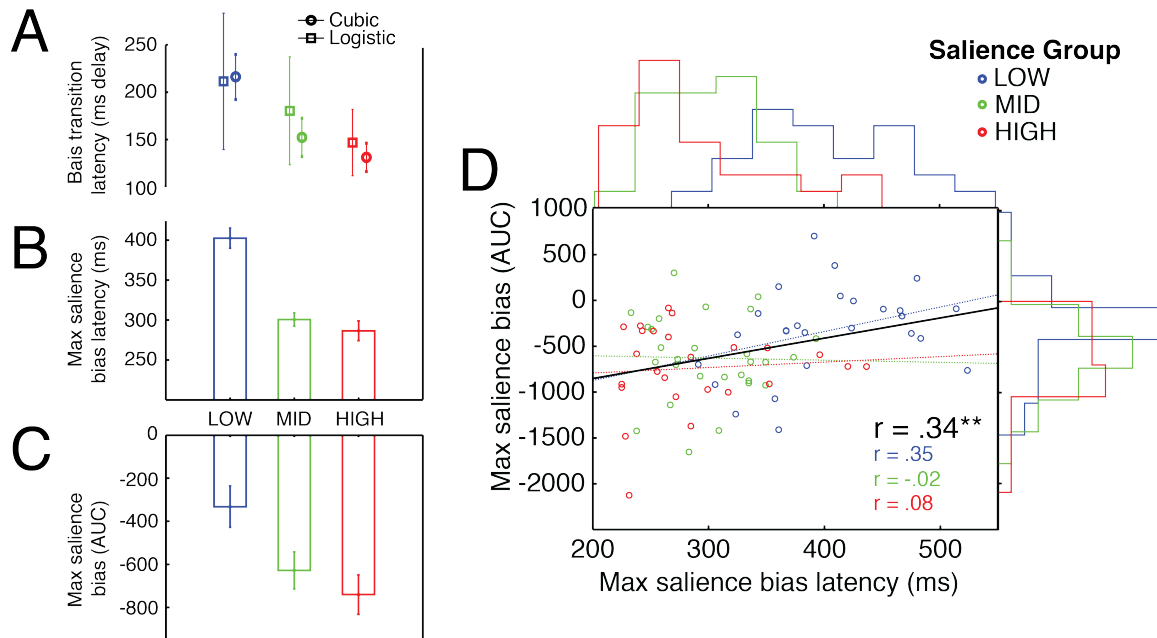 A
Cubic
Logistic
Bais transition
latency (ms delay)
250
200
150
100
B
Max salience
bias latency (ms)
400
350
300
250
LOW MID HIGH
C
Max salience
bias (AUC)
0
-200
-400
-600
-800
D
Salience Group
LOW
MID
HIGH
Max salience bias (AUC)
1000
500
0
-500
-1000
-1500
-2000
r = .34**
r = .35
r = -.02
r = .08
200 300 400 500
Max salience bias latency (ms)